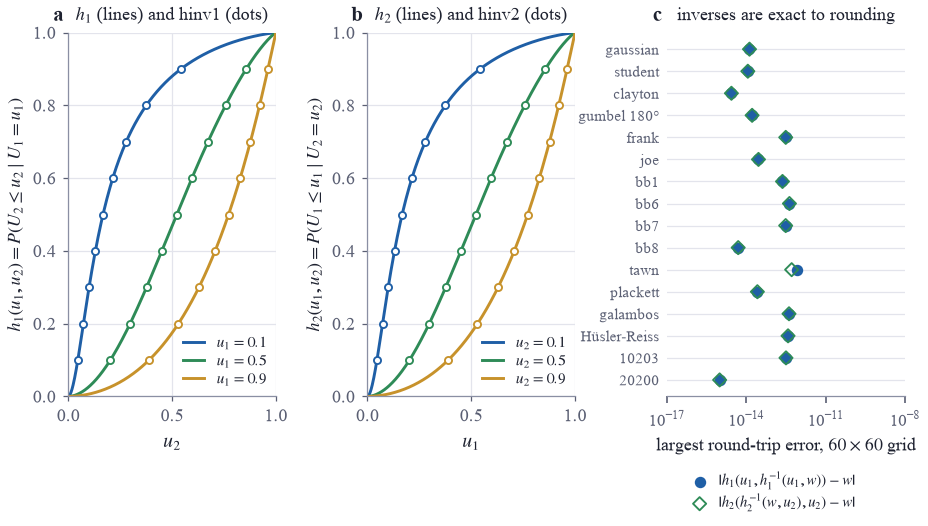 a h₁ (lines) and hinv1 (dots)
h₁(u₁, u₂) = P(U₂ ≤ u₂ | U₁ = u₁)
1.0
0.8
0.6
0.4
0.2
0.0
u₁ = 0.1
u₁ = 0.5
u₁ = 0.9
0.0 0.5 1.0
u₂
b h₂ (lines) and hinv2 (dots)
h₂(u₁, u₂) = P(U₁ ≤ u₁ | U₂ = u₂)
1.0
0.8
0.6
0.4
0.2
0.0
u₂ = 0.1
u₂ = 0.5
u₂ = 0.9
0.0 0.5 1.0
u₁
c inverses are exact to rounding
gaussian
student
clayton
gumbel 180°
frank
joe
bb1
bb6
bb7
bb8
tawn
plackett
galambos
Hüsler-Reiss
10203
20200
10⁻¹⁷ 10⁻¹⁴ 10⁻¹¹ 10⁻⁸
largest round-trip error, 60 × 60 grid
|h₁(u₁, h₁⁻¹(u₁, w)) − w|
|h₂(h₂⁻¹(w, u₂), u₂) − w|